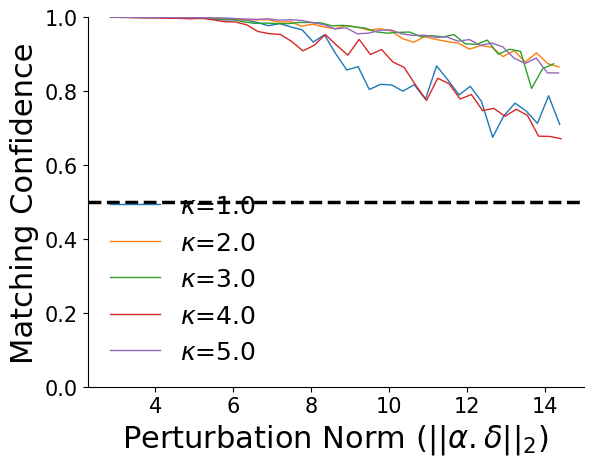 Matching Confidence
1.0
0.8
0.6
0.4
0.2
0.0
κ=1.0
κ=2.0
κ=3.0
κ=4.0
κ=5.0
4 6 8 10 12 14
Perturbation Norm (||α.δ||₂)